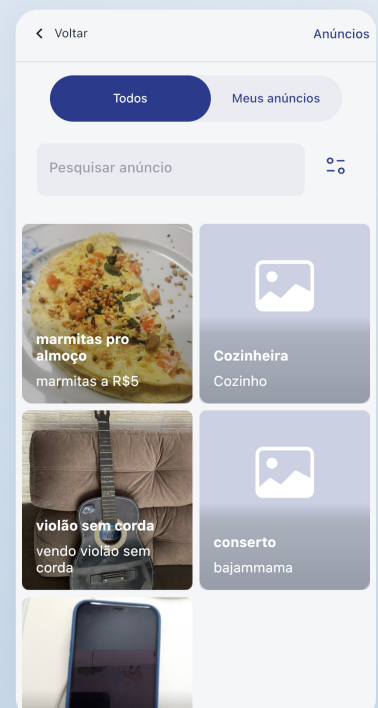 Voltar
Anúncios
Todos
Meus anúncios
Pesquisar anúncio
marmitas pro
almoço
marmitas a R$5
Cozinheira
Cozinho
violão sem corda
vendo violão sem
corda
conserto
bajammama